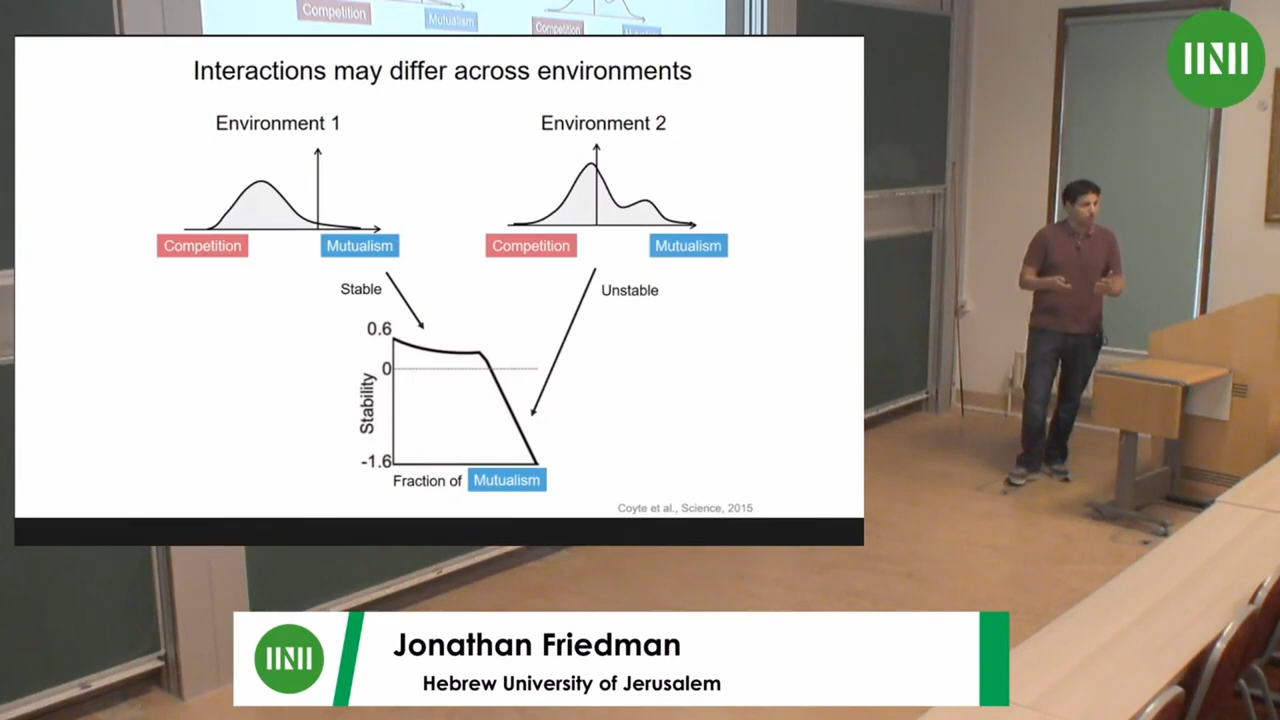 Competition
Mutualism
Competition
Interactions may differ across environments
Environment 1
Environment 2
Competition
Mutualism
Competition
Mutualism
Stable
Unstable
0.6
0
-1.6
Stability
Fraction of Mutualism
Coyte et al., Science, 2015
Jonathan Friedman
Hebrew University of Jerusalem